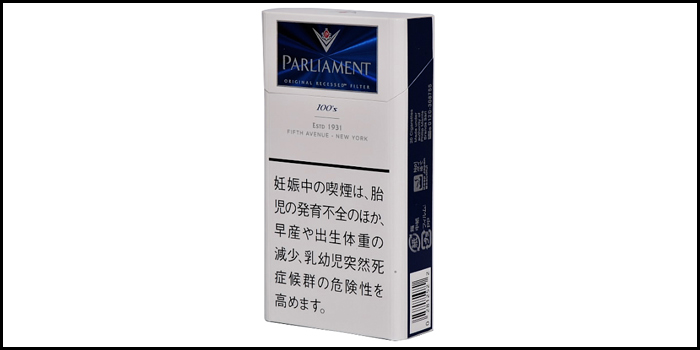 PARLIAMENT
ORIGINAL RECESSED FILTER
100's
ESTD 1931
FIFTH AVENUE • NEW YORK
妊娠中の喫煙は、胎
児の発育不全のほか、
早産や出生体重の
減少、乳幼児突然死
症候群の危険性を
高めます。
20 Cigarettes